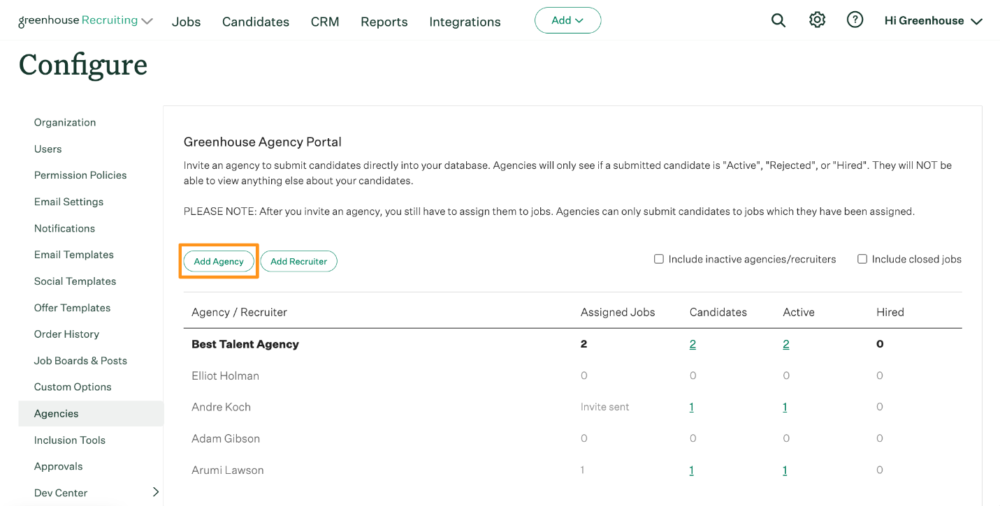 greenhouse Recruiting Jobs Candidates CRM Reports Integrations Add Hi Greenhouse
Configure
Organization
Users
Permission Policies
Email Settings
Notifications
Email Templates
Social Templates
Offer Templates
Order History
Job Boards & Posts
Custom Options
Agencies
Inclusion Tools
Approvals
Dev Center
Greenhouse Agency Portal
Invite an agency to submit candidates directly into your database. Agencies will only see if a submitted candidate is "Active", "Rejected", or "Hired". They will NOT be
able to view anything else about your candidates.
PLEASE NOTE: After you invite an agency, you still have to assign them to jobs. Agencies can only submit candidates to jobs which they have been assigned.
Add Agency Add Recruiter Include inactive agencies/recruiters Include closed jobs
Agency / Recruiter Assigned Jobs Candidates Active Hired
Best Talent Agency 2 2 2 0
Elliot Holman 0 0 0 0
Andre Koch Invite sent 1 1 0
Adam Gibson 0 0 0 0
Arumi Lawson 1 1 1 0